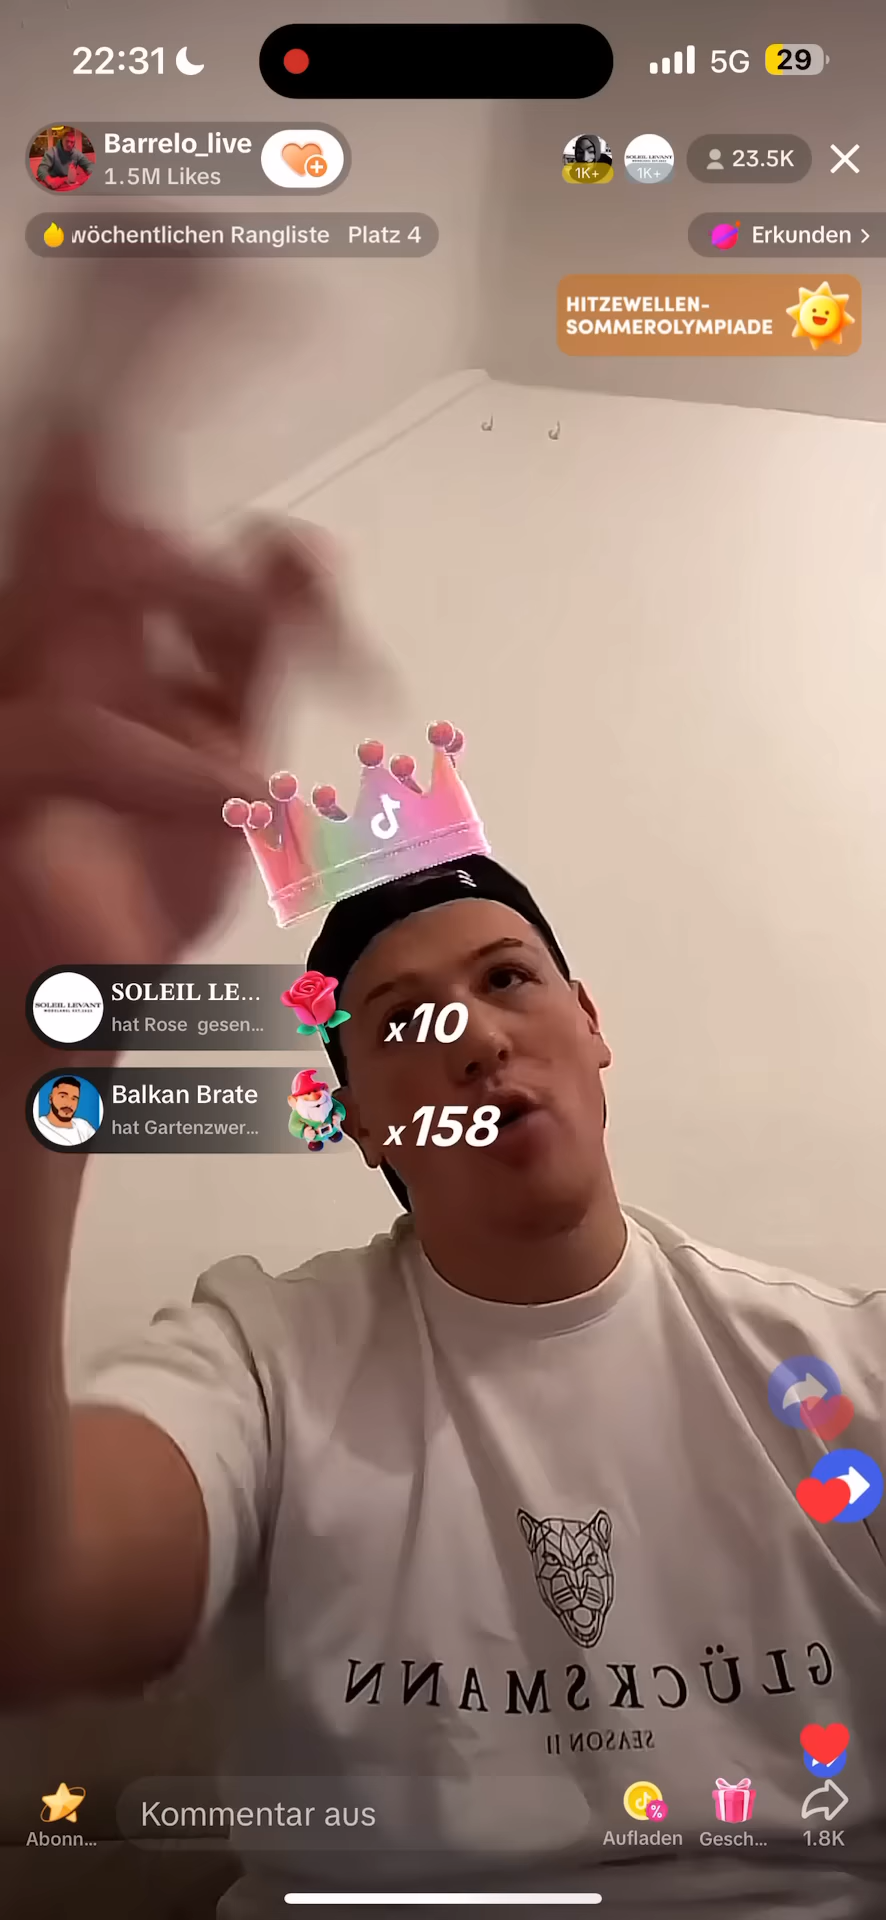 22:31
5G
29
Barrelo_live
1.5M Likes
1K+
1K+
23.5K
wöchentlichen Rangliste Platz 4
Erkunden
HITZEWELLEN-
SOMMEROLYMPIADE
SOLEIL LE...
hat Rose gesen...
x10
SOLEIL LEVANT
Balkan Brate
hat Gartenzwer...
x158
GLÜCKSMANN
SEASON II
Kommentar aus
Abonn...
Aufladen
Gesch...
1.8K